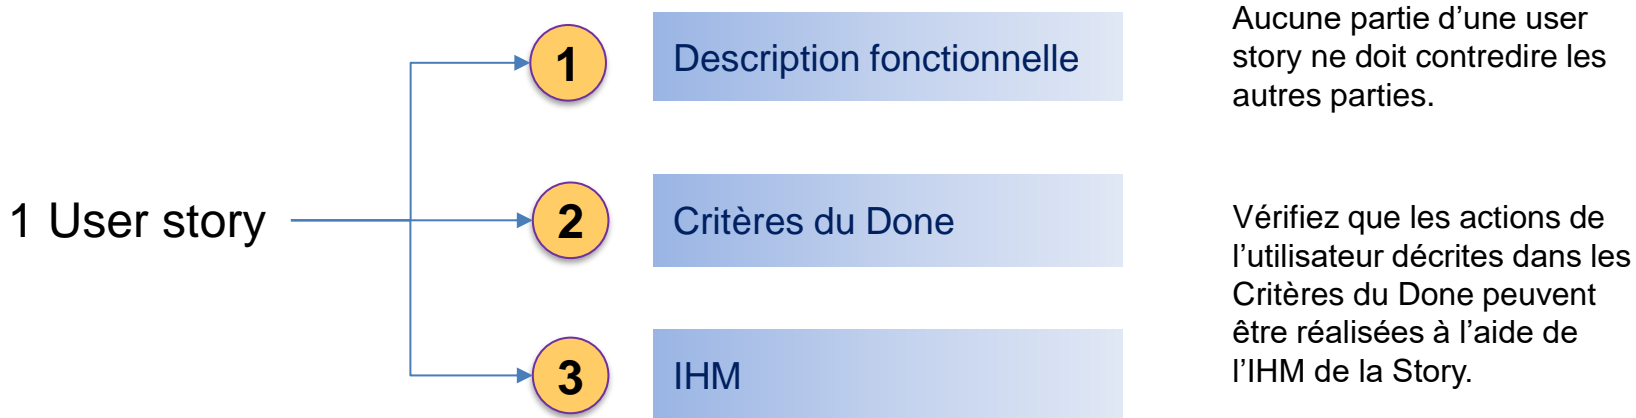 1 User story
1
Description fonctionnelle
2
Critères du Done
3
IHM
Aucune partie d’une user
story ne doit contredire les
autres parties.
Vérifiez que les actions de
l’utilisateur décrites dans les
Critères du Done peuvent
être réalisées à l’aide de
l’IHM de la Story.